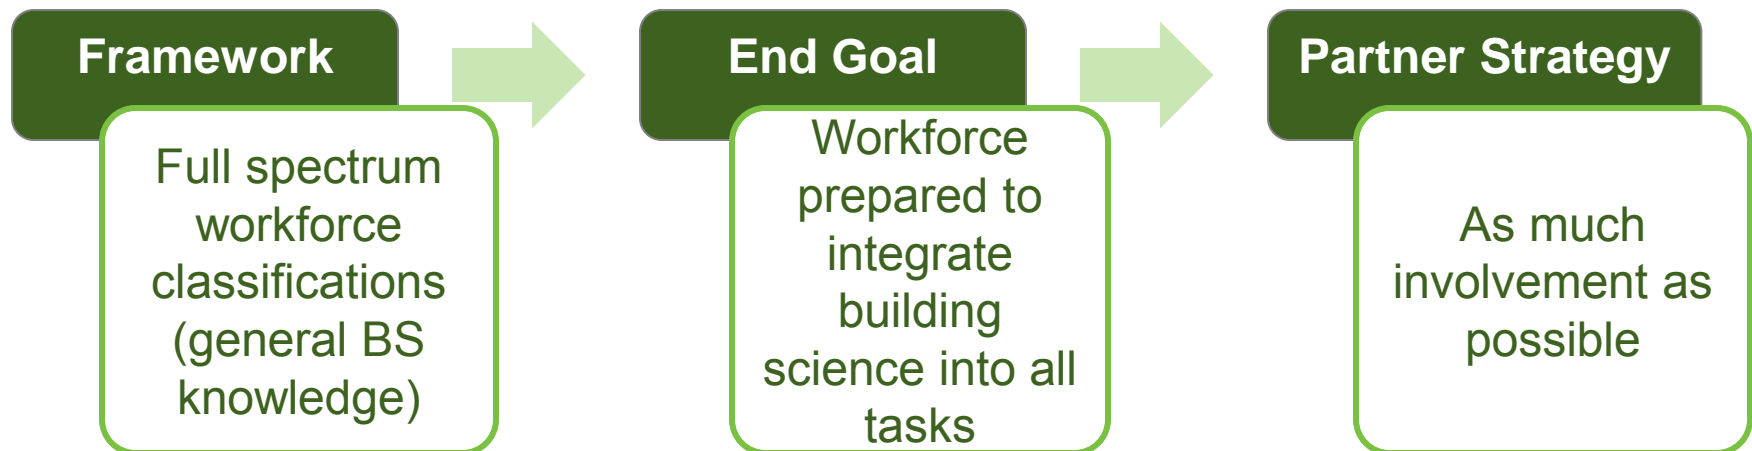 Framework
Full spectrum
workforce
classifications
(general BS
knowledge)
End Goal
Workforce
prepared to
integrate
building
science into all
tasks
Partner Strategy
As much
involvement as
possible